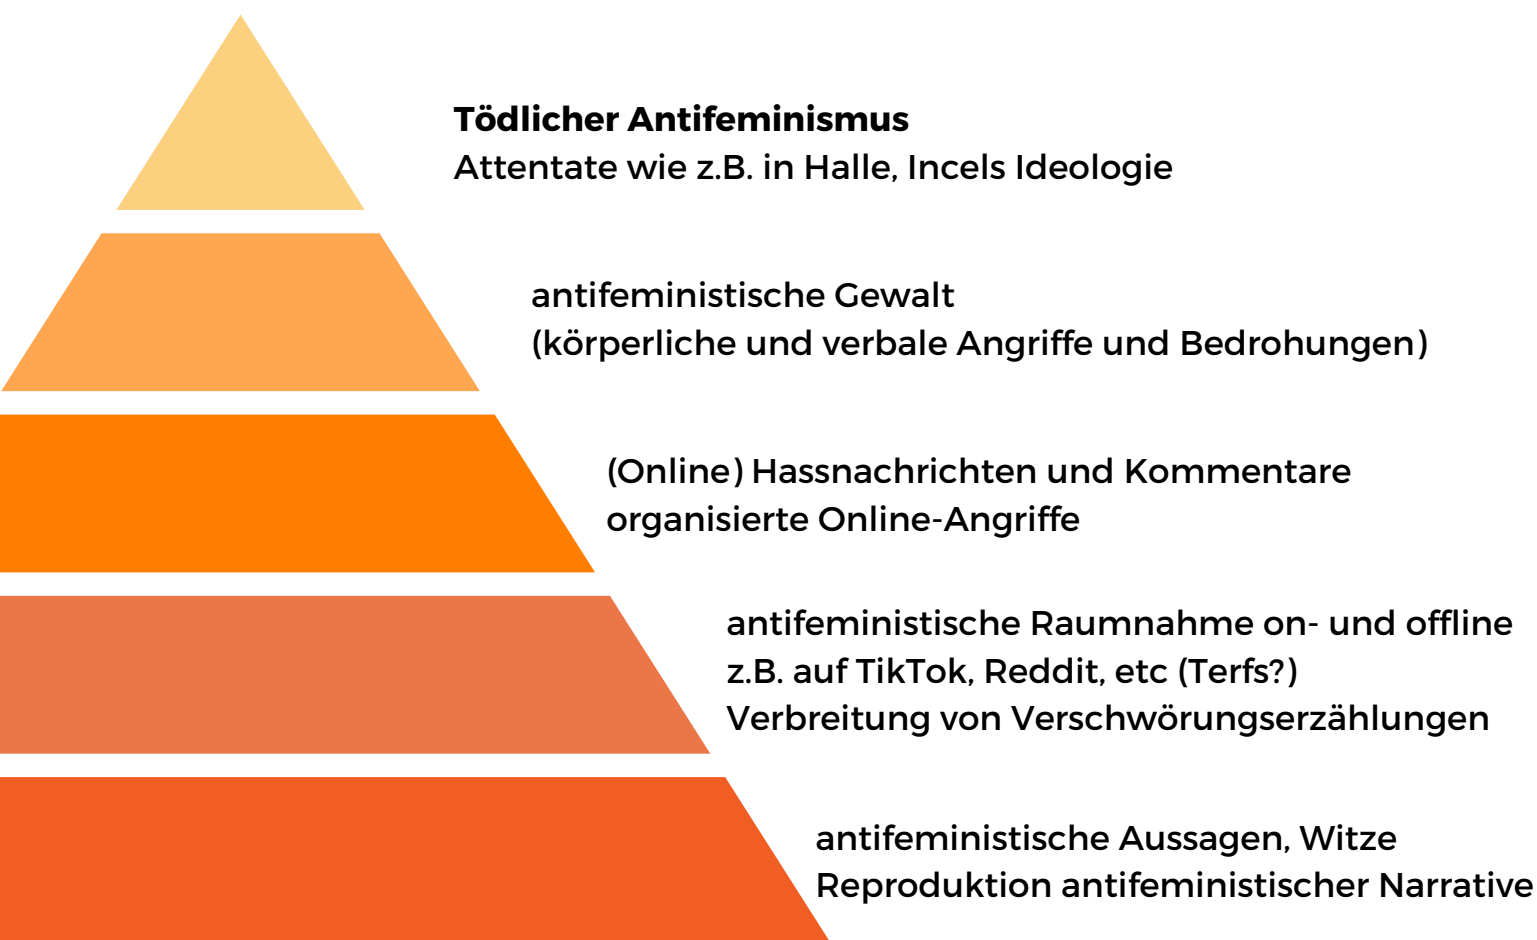 Tödlicher Antifeminismus
Attentate wie z.B. in Halle, Incels Ideologie
antifeministische Gewalt
(körperliche und verbale Angriffe und Bedrohungen)
(Online) Hassnachrichten und Kommentare
organisierte Online-Angriffe
antifeministische Raumnahme on- und offline
z.B. auf TikTok, Reddit, etc (Terfs?)
Verbreitung von Verschwörungserzählungen
antifeministische Aussagen, Witze
Reproduktion antifeministischer Narrative